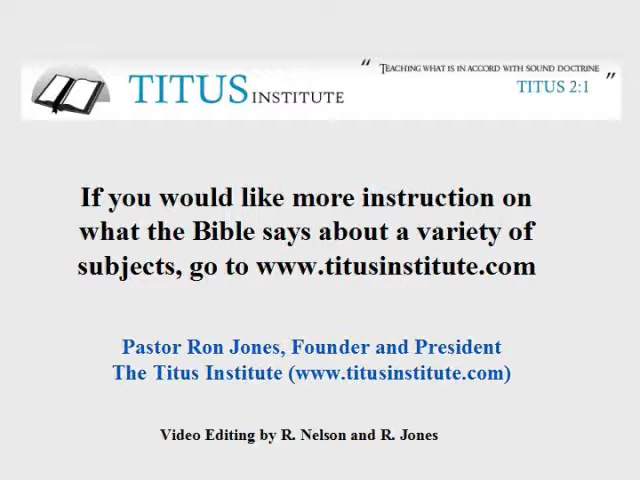 “ TEACHING WHAT IS IN ACCORD WITH SOUND DOCTRINE ”
TITUS INSTITUTE
TITUS 2:1
If you would like more instruction on
what the Bible says about a variety of
subjects, go to www.titusinstitute.com
Pastor Ron Jones, Founder and President
The Titus Institute (www.titusinstitute.com)
Video Editing by R. Nelson and R. Jones